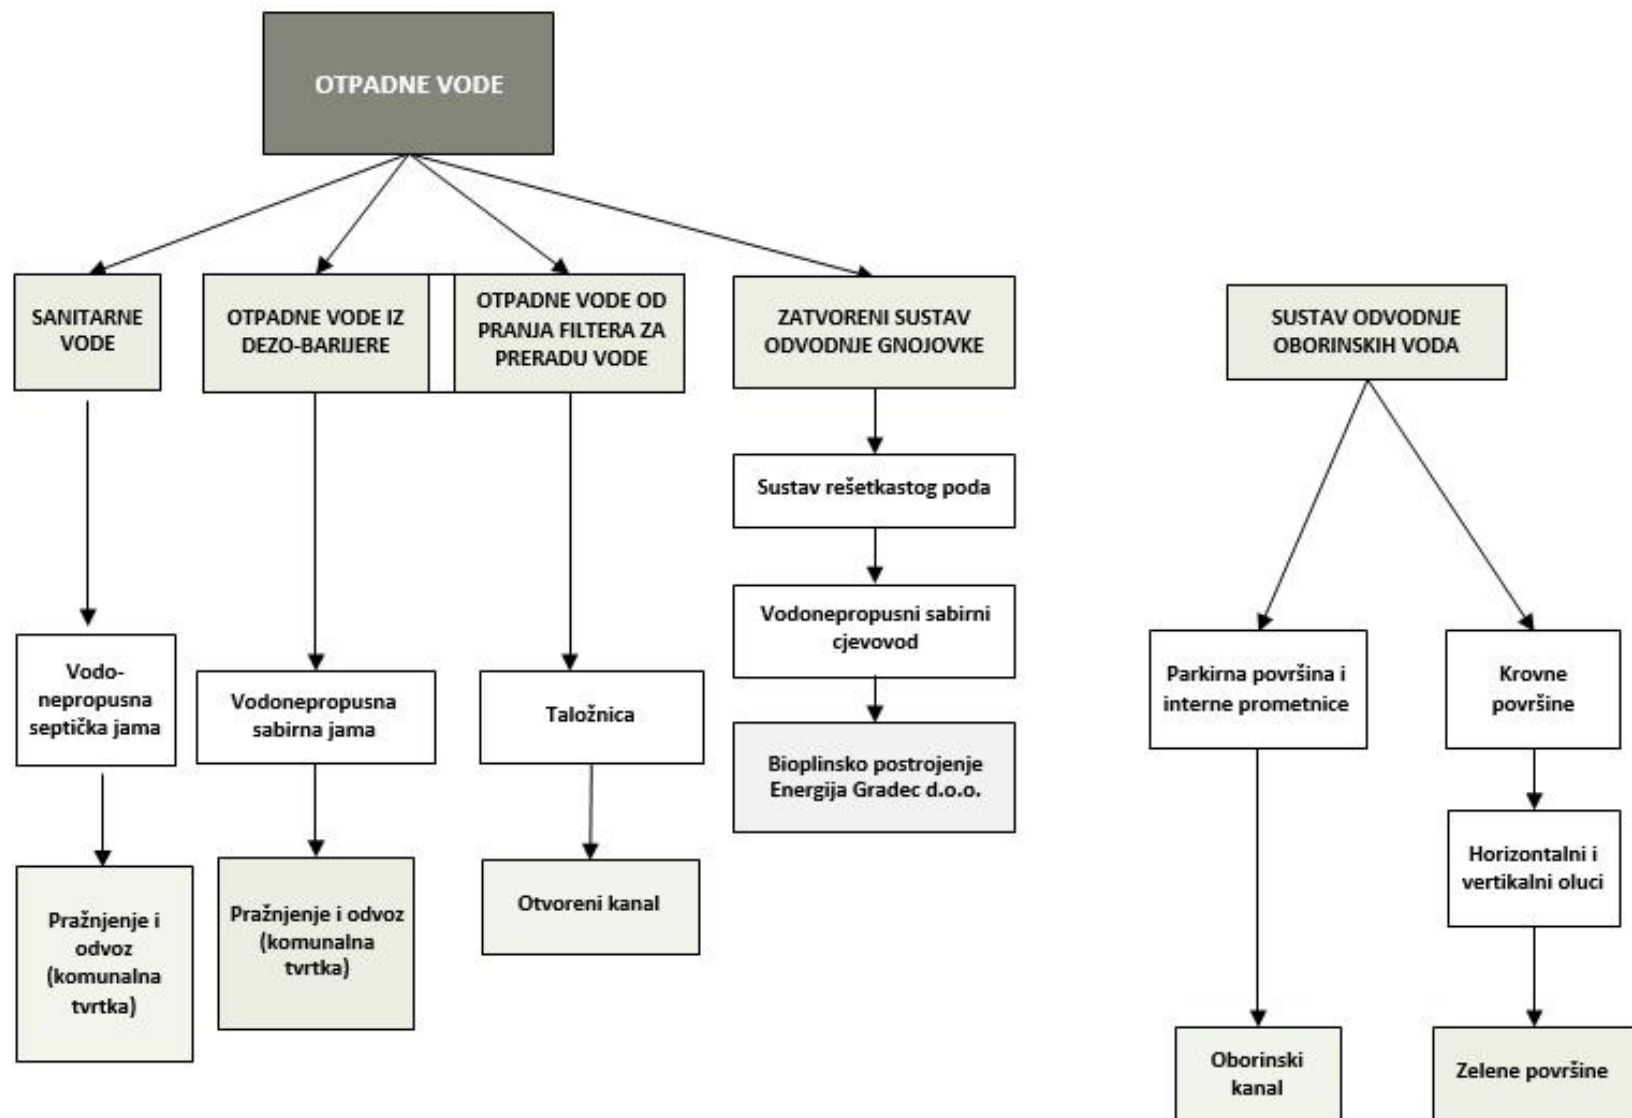 OTPADNE VODE
SANITARNE
VODE
OTPADNE VODE IZ
DEZO-BARIJERE
OTPADNE VODE OD
PRANJA FILTERA ZA
PRERADU VODE
ZATVORENI SUSTAV
ODVODNJE GNOJOVKE
SUSTAV ODVODNJE
OBORINSKIH VODA
Sustav rešetkastog poda
Vodonepropusni sabirni
cjevovod
Vodo-
nepropusna
septička jama
Vodonepropusna
sabirna jama
Taložnica
Bioplinsko postrojenje
Energija Gradec d.o.o.
Parkirna površina i
interne prometnice
Krovne
površine
Horizontalni i
vertikalni oluci
Pražnjenje i
odvoz
(komunalna
tvrtka)
Pražnjenje i odvoz
(komunalna
tvrtka)
Otvoreni kanal
Oborinski
kanal
Zelene površine